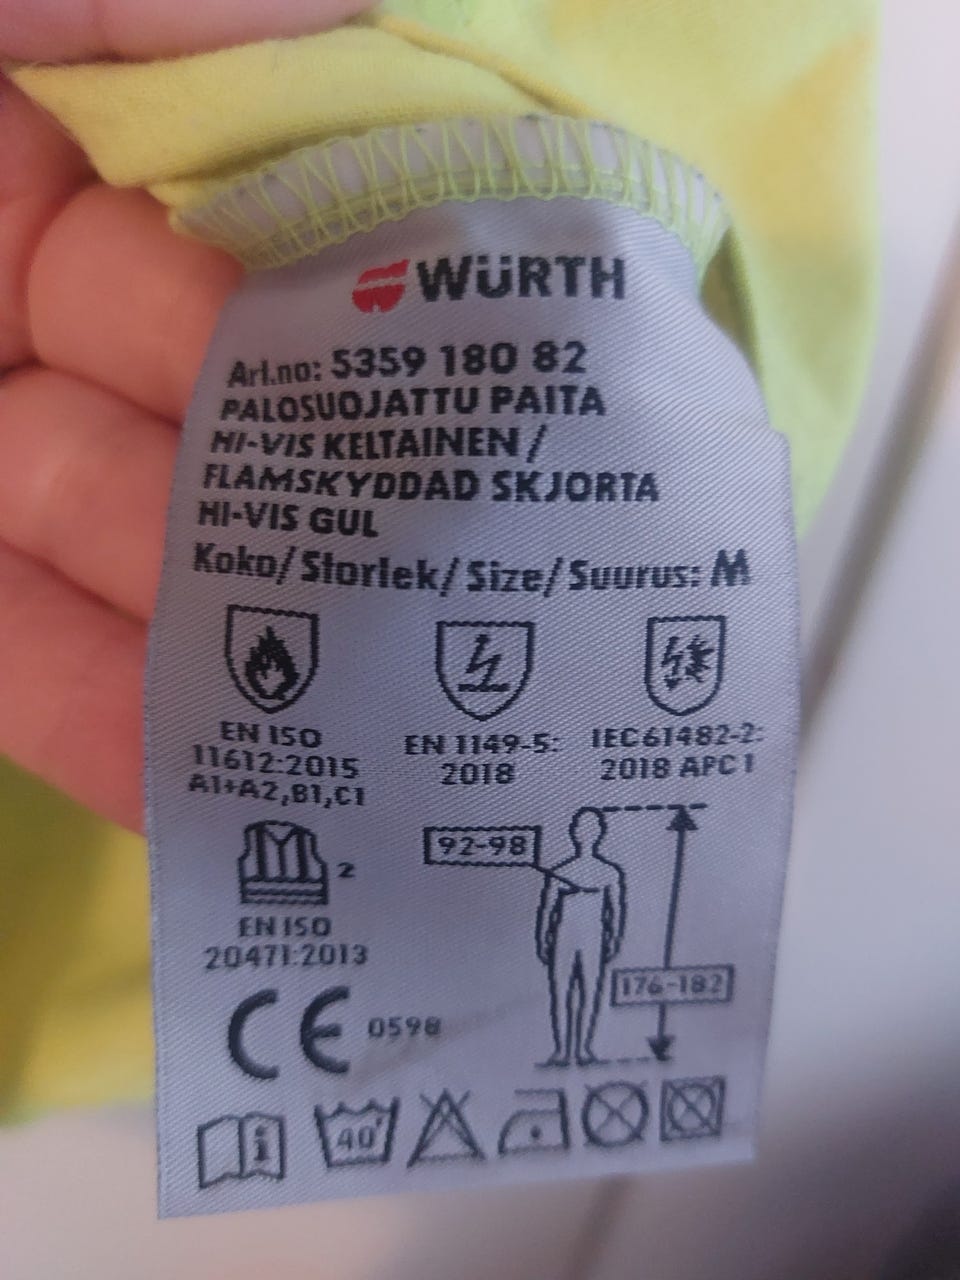 WÜRTH
Art.no: 5359 180 82
PALOSUOJATTU PAITA
HI-VIS KELTAINEN/
FLAMSKYDDAD SKJORTA
HI-VIS GUL
Koko/Storlek/Size/Suurus: M
EN ISO
11612:2015
A1+A2,B1,C1
EN 1149-5:
2018
IEC61482-2:
2018 APC1
2
EN ISO
20471:2013
92-98
176-182
CE 0598
i
40°